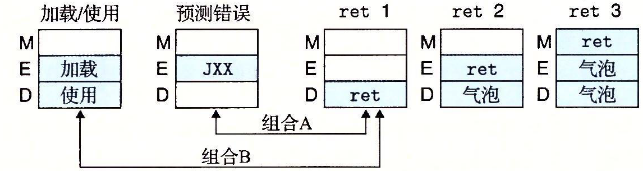 加载/使用 预测错误 ret 1 ret 2 ret 3
M M M M M ret
E 加载 E JXX E E ret E 气泡
D 使用 D D ret D 气泡 D 气泡
组合A
组合B